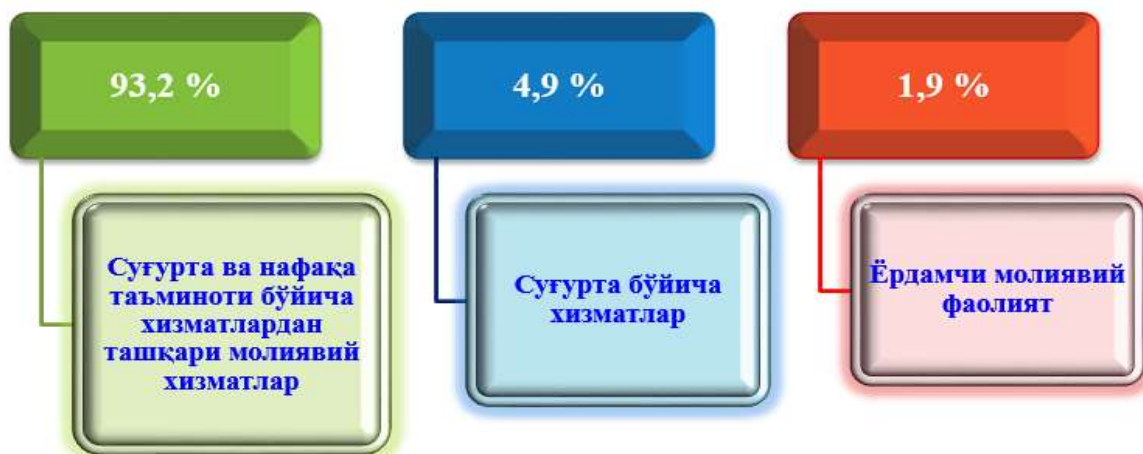 93,2 %
4,9 %
1,9 %
Суғурта ва нафақа
таъминоти бўйича
хизматлардан
ташқари молиявий
хизматлар
Суғурта бўйича
хизматлар
Ёрдамчи молиявий
фаолият